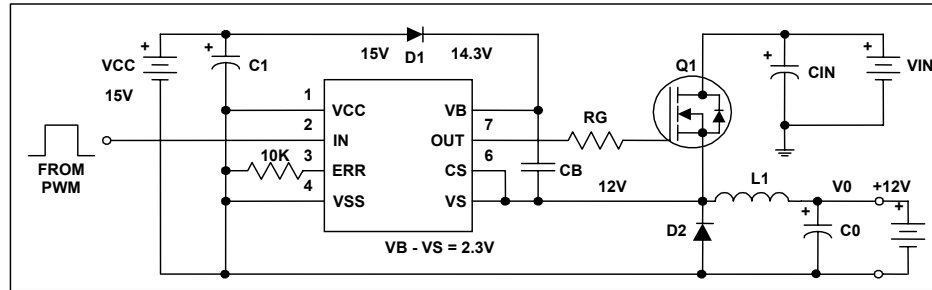 VCC
15V
+
C1
+
15V
D1
14.3V
Q1
+
CIN
+
VIN
FROM
PWM
1
VCC
2
IN
10K
3
ERR
4
VSS
VB
7
OUT
6
CS
VS
RG
CB
12V
VB - VS = 2.3V
D2
L1
V0
+12V
+
C0
+